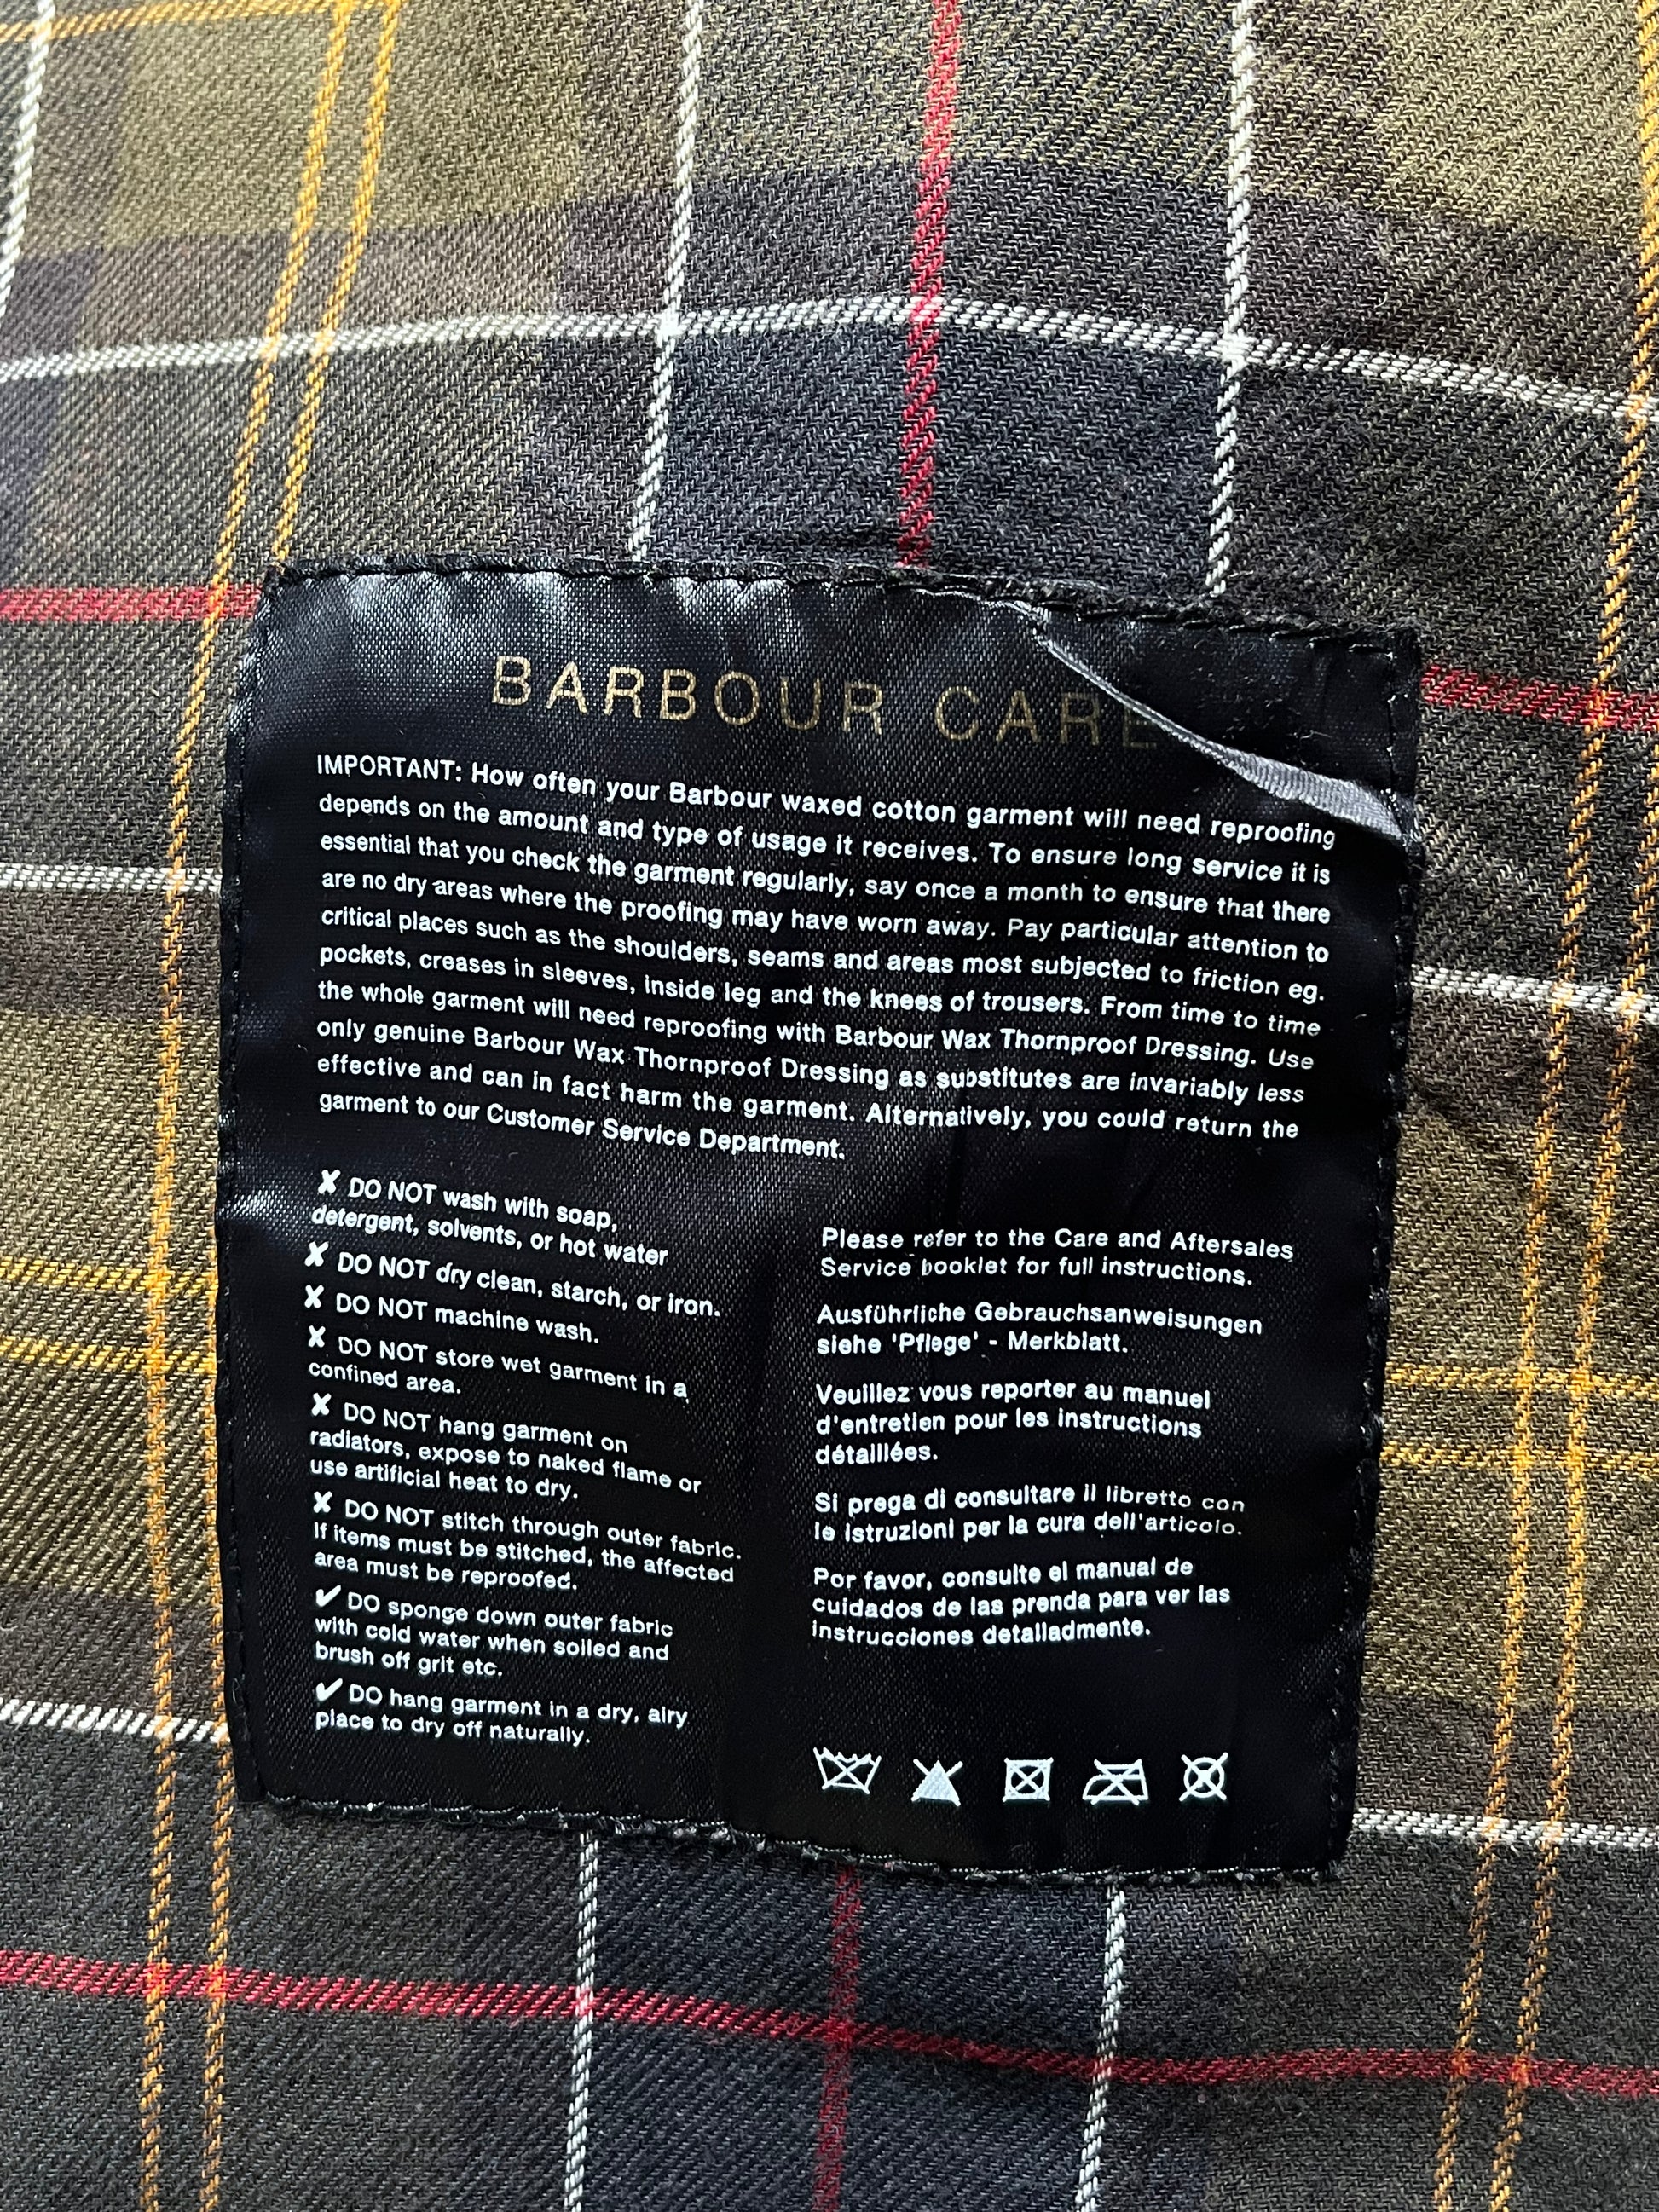 BARBOUR CARE
IMPORTANT: How often your Barbour waxed cotton garment will need reproofing
depends on the amount and type of usage it receives. To ensure long service it is
essential that you check the garment regularly, say once a month to ensure that there
are no dry areas where the proofing may have worn away. Pay particular attention to
critical places such as the shoulders, seams and areas most subjected to friction eg.
pockets, creases in sleeves, inside leg and the knees of trousers. From time to time
the whole garment will need reproofing with Barbour Wax Thornproof Dressing. Use
only genuine Barbour Wax Thornproof Dressing as substitutes are invariably less
effective and can in fact harm the garment. Alternatively, you could return the
garment to our Customer Service Department.
✘ DO NOT wash with soap,
detergent, solvents, or hot water
✘ DO NOT dry clean, starch, or iron.
✘ DO NOT machine wash.
✘ DO NOT store wet garment in a
confined area.
✘ DO NOT hang garment on
radiators, expose to naked flame or
use artificial heat to dry.
✘ DO NOT stitch through outer fabric.
If items must be stitched, the affected
area must be reproofed.
✔ DO sponge down outer fabric
with cold water when soiled and
brush off grit etc.
✔ DO hang garment in a dry, airy
place to dry off naturally.
Please refer to the Care and Aftersales
Service booklet for full instructions.
Ausführliche Gebrauchsanweisungen
siehe 'Pflege' - Merkblatt.
Veuillez vous reporter au manuel
d'entretien pour les instructions
détaillées.
Si prega di consultare il libretto con
le istruzioni per la cura dell'articolo.
Por favor, consulte el manual de
cuidados de las prenda para ver las
instrucciones detalladmente.